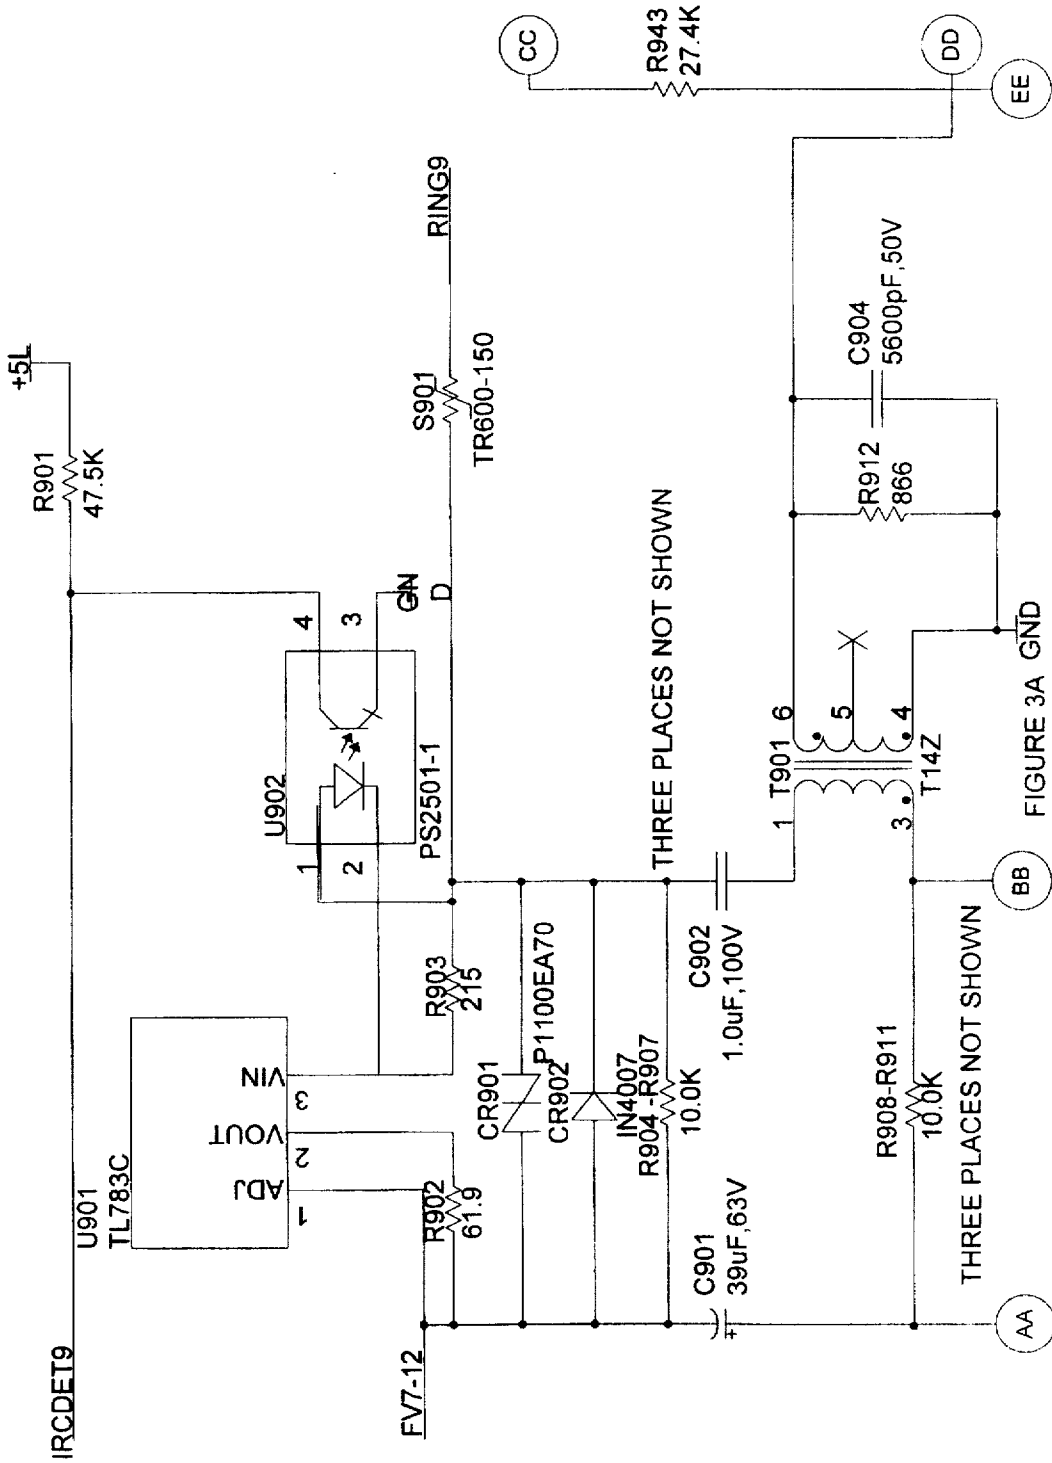 IRCDET9
U901
TL783C
ADJ
VOUT
VIN
1
2
3
R901
47.5K
+5L
U902
PS2501-1
1
2
4
3
GN
D
R903
215
R902
61.9
FV7-12
S901
TR600-150
RING9
CR901
P1100EA70
CR902
IN4007
R904 -R907
10.0K
THREE PLACES NOT SHOWN
C901
39uF,63V
+
C902
1.0uF,100V
T901
T14Z
1
3
6
5
4
R912
866
C904
5600pF,50V
R943
27.4K
CC
DD
EE
R908-R911
10.0K
THREE PLACES NOT SHOWN
AA
BB
GND
FIGURE 3A